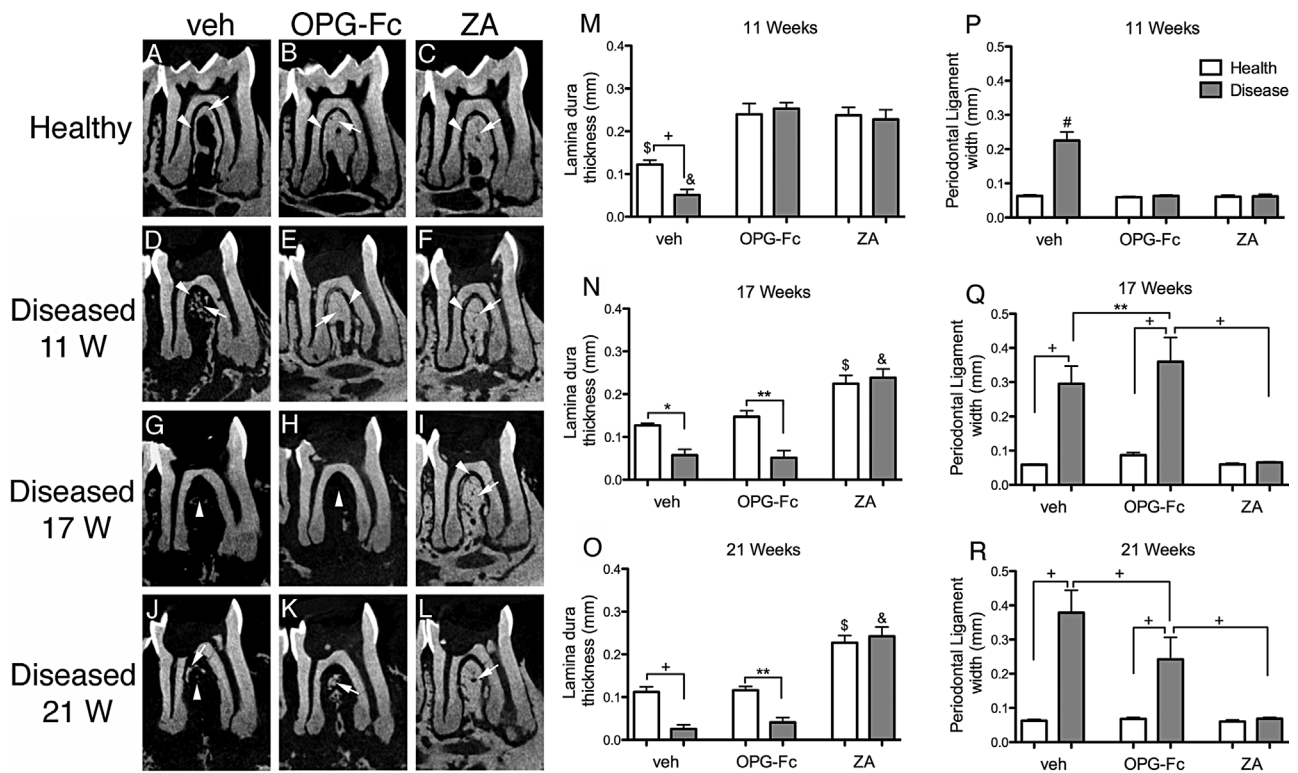 veh OPG-Fc ZA
Healthy
A B C
Diseased
11 W
D E F
Diseased
17 W
G H I
Diseased
21 W
J K L
M 11 Weeks
Lamina dura
thickness (mm)
0.4
0.3
0.2
0.1
0.0
$ + &
veh OPG-Fc ZA
N 17 Weeks
Lamina dura
thickness (mm)
0.4
0.3
0.2
0.1
0.0
* ** $ &
veh OPG-Fc ZA
O 21 Weeks
Lamina dura
thickness (mm)
0.4
0.3
0.2
0.1
0.0
+ ** $ &
veh OPG-Fc ZA
P 11 Weeks
Periodontal Ligament
width (mm)
0.5
0.4
0.3
0.2
0.1
0.0
#
Health
Disease
veh OPG-Fc ZA
Q 17 Weeks
Periodontal Ligament
width (mm)
0.5
0.4
0.3
0.2
0.1
0.0
+ ** + +
veh OPG-Fc ZA
R 21 Weeks
Periodontal Ligament
width (mm)
0.5
0.4
0.3
0.2
0.1
0.0
+ + + +
veh OPG-Fc ZA